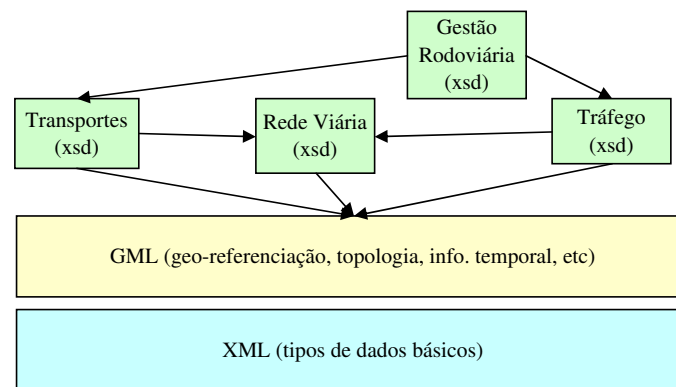 Gestão
Rodoviária
(xsd)
Transportes
(xsd)
Rede Viária
(xsd)
Tráfego
(xsd)
GML (geo-referenciação, topologia, info. temporal, etc)
XML (tipos de dados básicos)